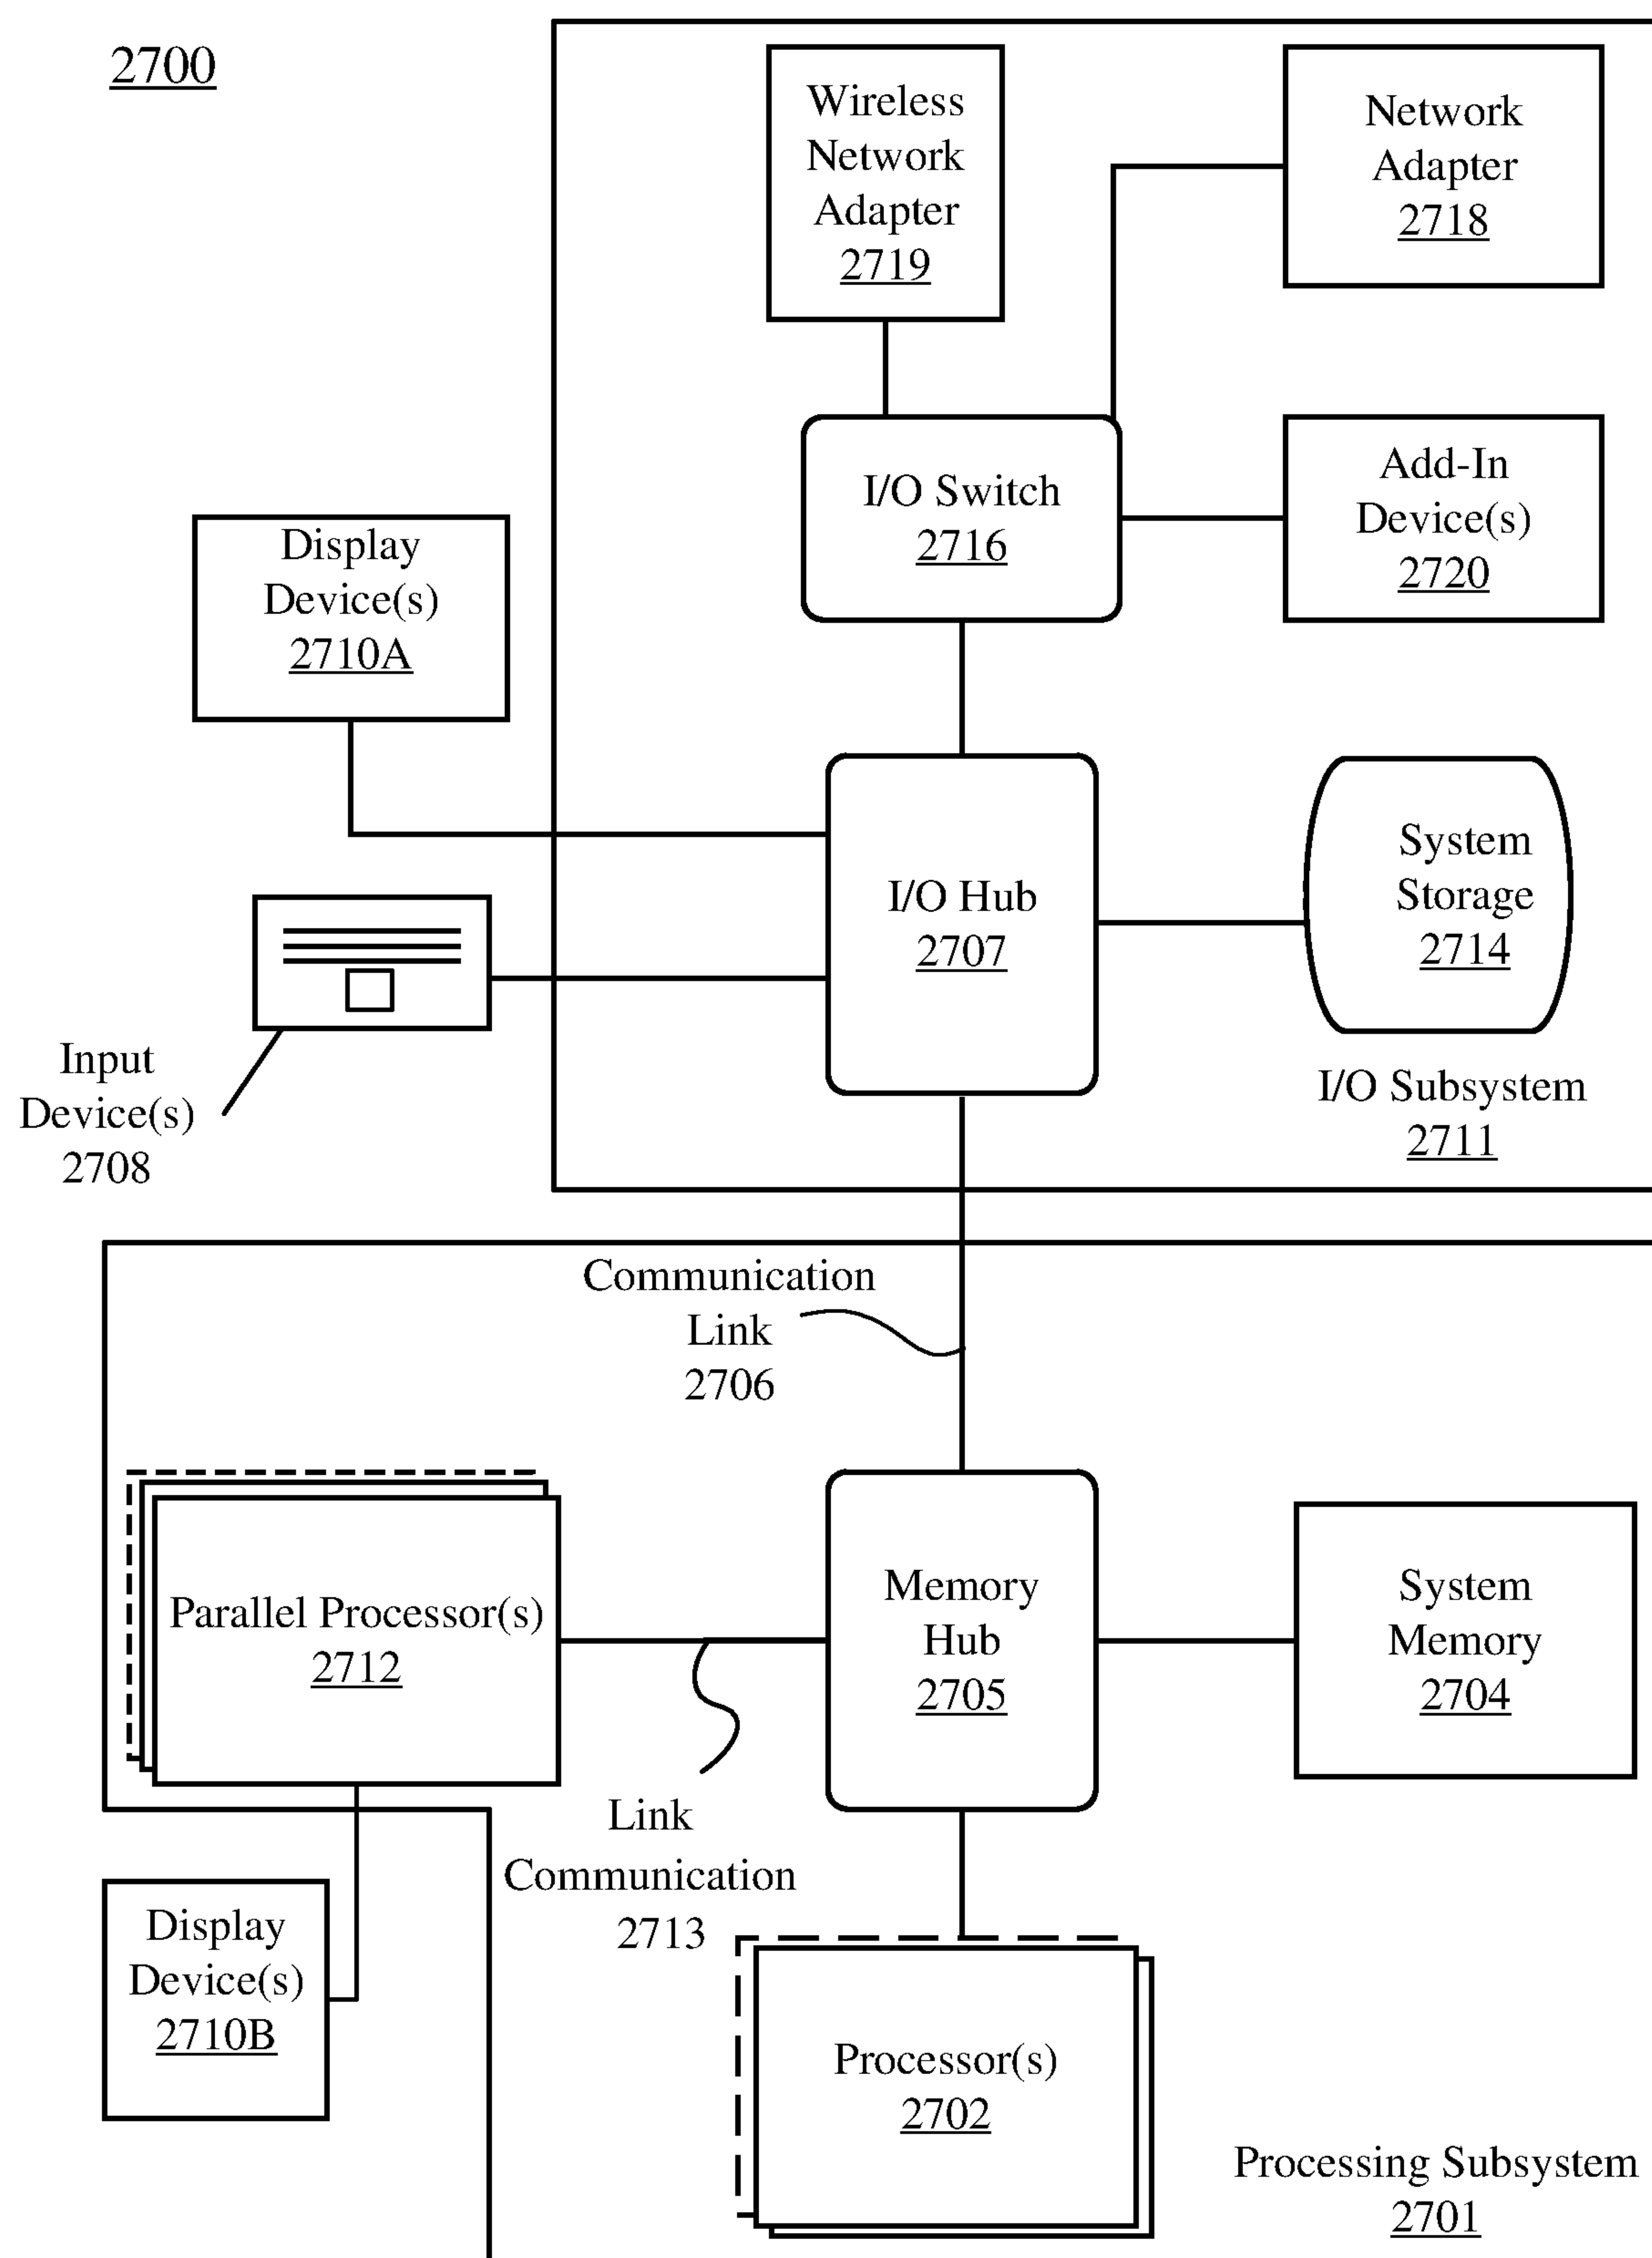 2700
Wireless
Network
Adapter
2719
Network
Adapter
2718
I/O Switch
2716
Add-In
Device(s)
2720
Display
Device(s)
2710A
I/O Hub
2707
System
Storage
2714
Input
Device(s)
2708
I/O Subsystem
2711
Communication
Link
2706
Parallel Processor(s)
2712
Memory
Hub
2705
System
Memory
2704
Link
Communication
2713
Display
Device(s)
2710B
Processor(s)
2702
Processing Subsystem
2701